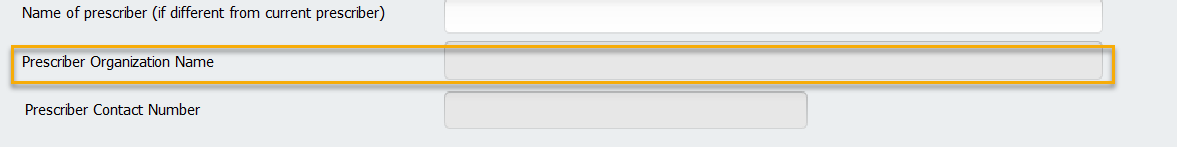 Name of prescriber (if different from current prescriber)
Prescriber Organization Name
Prescriber Contact Number